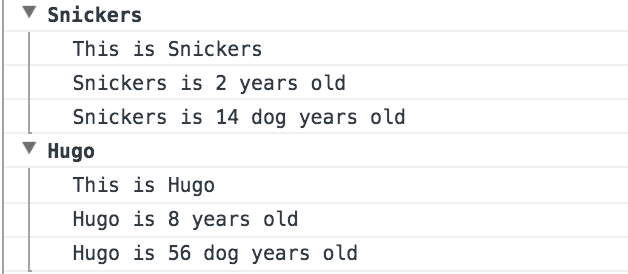 Snickers
This is Snickers
Snickers is 2 years old
Snickers is 14 dog years old
Hugo
This is Hugo
Hugo is 8 years old
Hugo is 56 dog years old